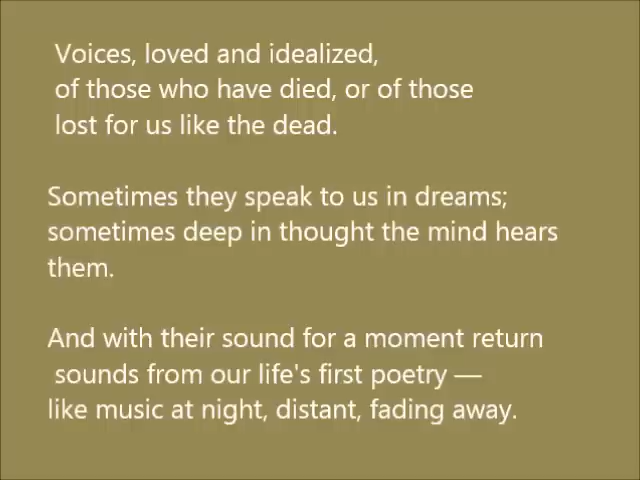 Voices, loved and idealized,
of those who have died, or of those
lost for us like the dead.
Sometimes they speak to us in dreams;
sometimes deep in thought the mind hears
them.
And with their sound for a moment return
sounds from our life's first poetry —
like music at night, distant, fading away.